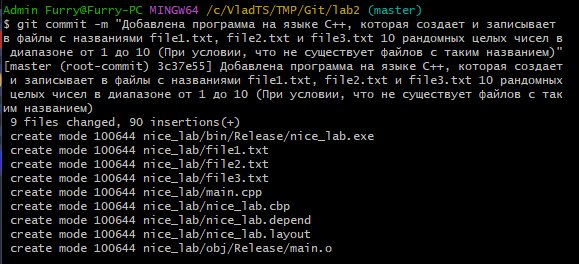 Admin Furry@Furry-PC MINGW64 /c/VladTS/TMP/Git/lab2 (master)
$ git commit -m "Добавлена программа на языке C++, которая создает и записывает
в файлы с названиями file1.txt, file2.txt и file3.txt 10 рандомных целых чисел в
диапазоне от 1 до 10 (При условии, что не существует файлов с таким названием)"
[master (root-commit) 3c37e55] Добавлена программа на языке C++, которая создает
и записывает в файлы с названиями file1.txt, file2.txt и file3.txt 10 рандомных
целых чисел в диапазоне от 1 до 10 (При условии, что не существует файлов с так
им названием)
9 files changed, 90 insertions(+)
create mode 100644 nice_lab/bin/Release/nice_lab.exe
create mode 100644 nice_lab/file1.txt
create mode 100644 nice_lab/file2.txt
create mode 100644 nice_lab/file3.txt
create mode 100644 nice_lab/main.cpp
create mode 100644 nice_lab/nice_lab.cbp
create mode 100644 nice_lab/nice_lab.depend
create mode 100644 nice_lab/nice_lab.layout
create mode 100644 nice_lab/obj/Release/main.o